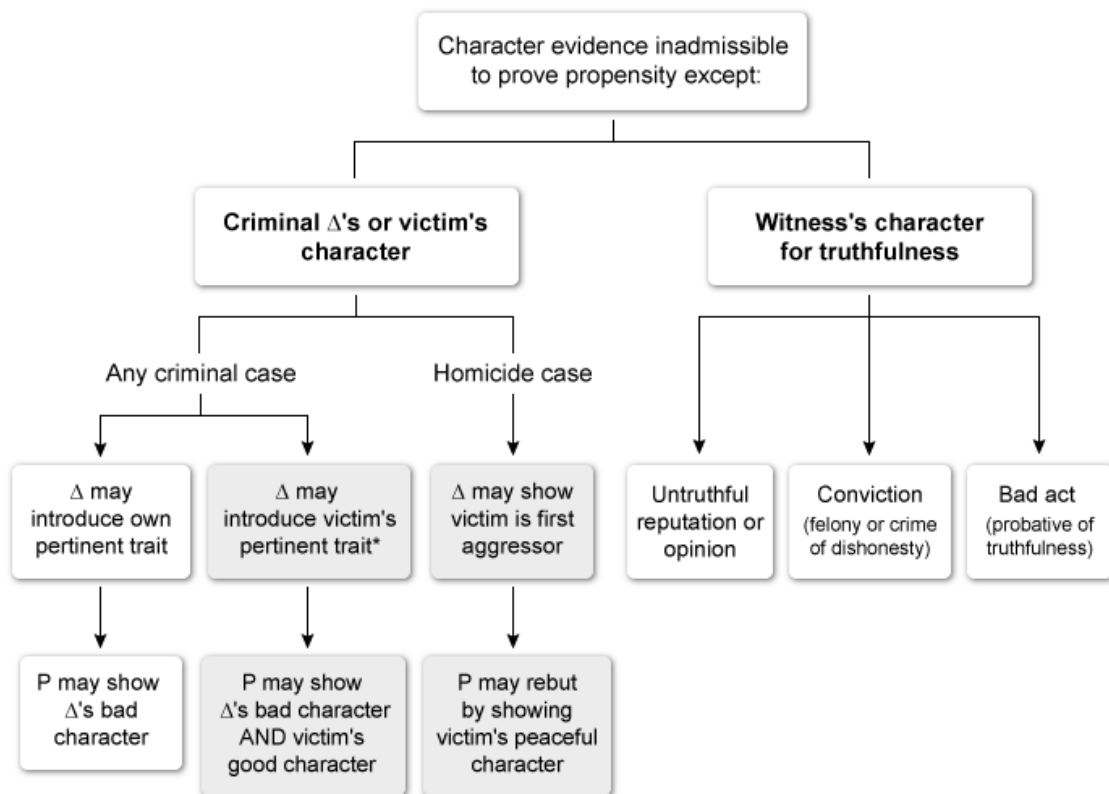 Character evidence inadmissible
to prove propensity except:
Criminal Δ's or victim's
character
Witness's character
for truthfulness
Any criminal case
Homicide case
Δ may
introduce own
pertinent trait
Δ may
introduce victim's
pertinent trait*
Δ may show
victim is first
aggressor
Untruthful
reputation or
opinion
Conviction
(felony or crime
of dishonesty)
Bad act
(probative of
truthfulness)
P may show
Δ's bad
character
P may show
Δ's bad character
AND victim's
good character
P may rebut
by showing
victim's peaceful
character